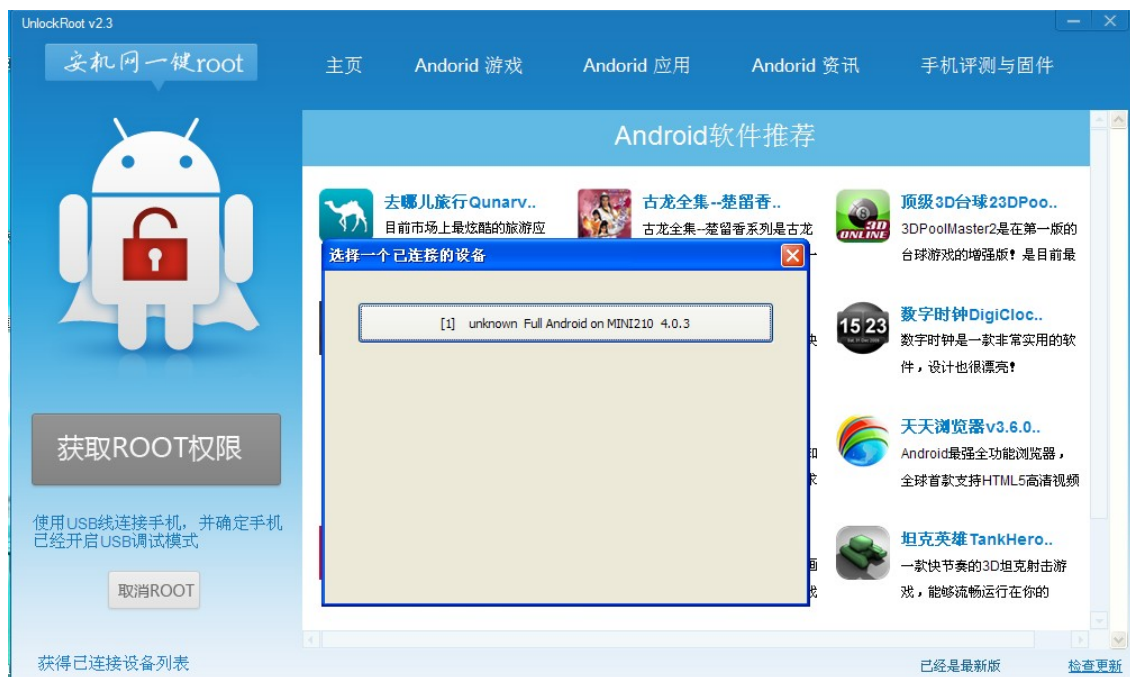 UnlockRoot v2.3
安机网一键root
主页
Andorid 游戏
Andorid 应用
Andorid 资讯
手机评测与固件
Android软件推荐
去哪儿旅行Qunarv..
目前市场上最炫酷的旅游应
古龙全集--楚留香..
古龙全集--楚留香系列是古龙
顶级3D台球23DPoo..
3DPoolMaster2是在第一版的
台球游戏的增强版！是目前最
ONLINE
3D
选择一个已连接的设备
[1] unknown Full Android on MINI210 4.0.3
15 23
数字时钟DigiCloc..
数字时钟是一款非常实用的软
件，设计也很漂亮！
天天浏览器v3.6.0..
Android最强全功能浏览器，
全球首款支持HTML5高清视频
坦克英雄TankHero..
一款快节奏的3D坦克射击游
戏，能够流畅运行在你的
获取ROOT权限
使用USB线连接手机，并确定手机
已经开启USB调试模式
取消ROOT
获得已连接设备列表
已经是最新版
检查更新